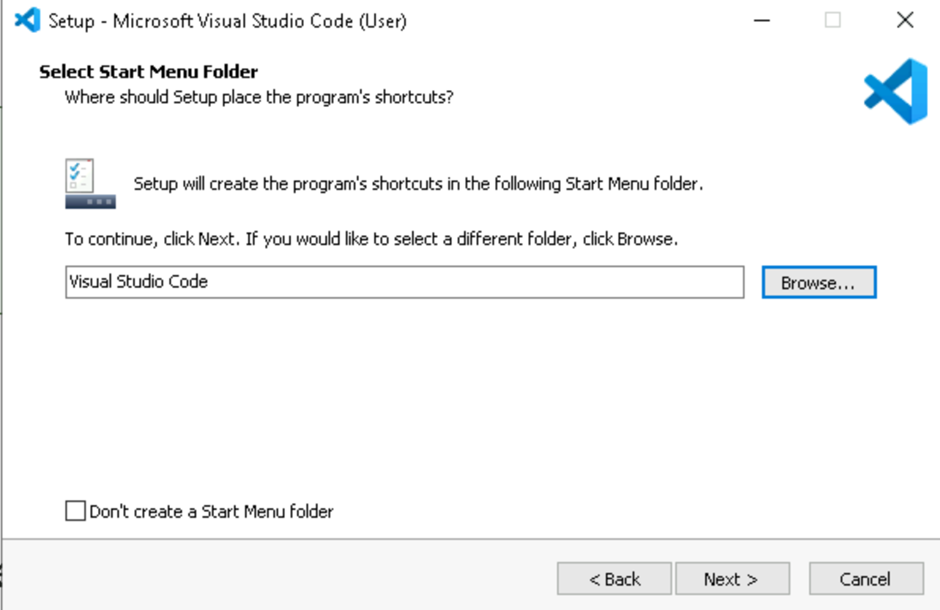 Setup - Microsoft Visual Studio Code (User)
Select Start Menu Folder
Where should Setup place the program's shortcuts?
Setup will create the program's shortcuts in the following Start Menu folder.
To continue, click Next. If you would like to select a different folder, click Browse.
Visual Studio Code
Browse...
Don't create a Start Menu folder
< Back
Next >
Cancel